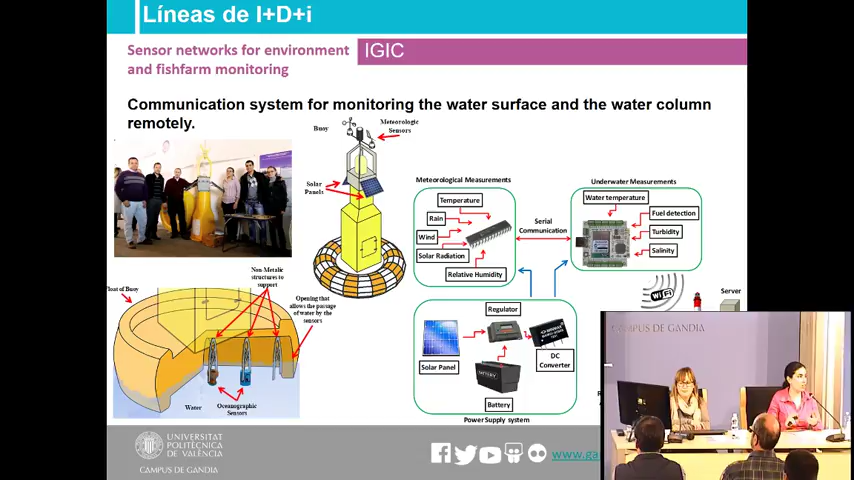 Líneas de I+D+i
Sensor networks for environment
and fishfarm monitoring
IGIC
Communication system for monitoring the water surface and the water column
remotely.
Buoy
Meteorologic
Sensors
Solar
Panels
Meteorological Measurements
Temperature
Rain
Wind
Solar Radiation
Relative Humidity
Serial
Communication
Underwater Measurements
Water temperature
Fuel detection
Turbidity
Salinity
Non-Metalic
structures to
support
Float of Buoy
Opening that
allows the passage
of water by the
sensors
Water
Oceanographic
Sensors
Regulator
Solar Panel
BATTERY
Battery
DC
Converter
Power Supply system
WiFi
Server
CAMPUS DE GANDIA
UNIVERSITAT
POLITÈCNICA
DE VALÈNCIA
CAMPUS DE GANDIA
www.ga